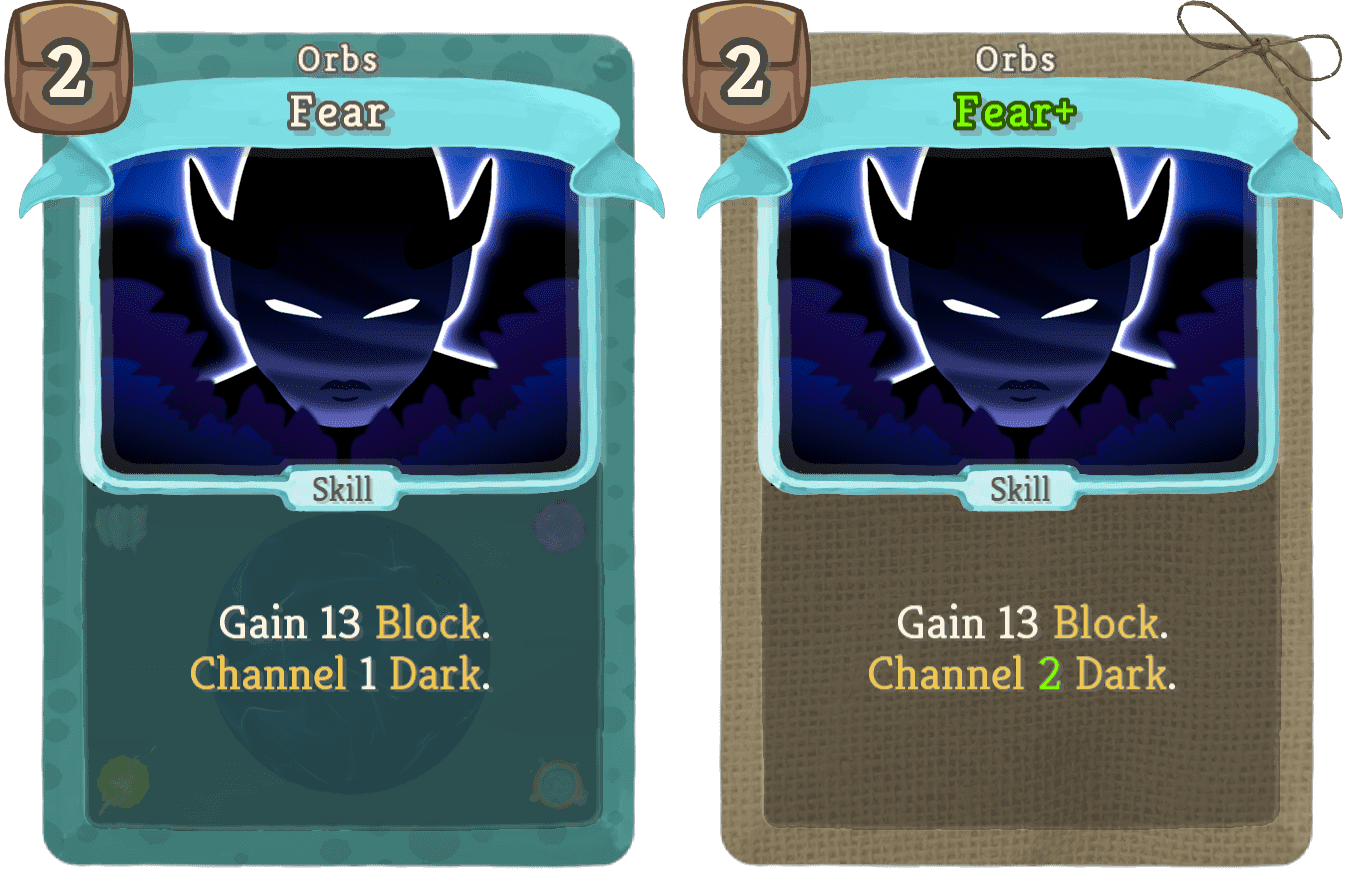 2
Orbs
Fear
Skill
Gain 13 Block.
Channel 1 Dark.
2
Orbs
Fear+
Skill
Gain 13 Block.
Channel 2 Dark.